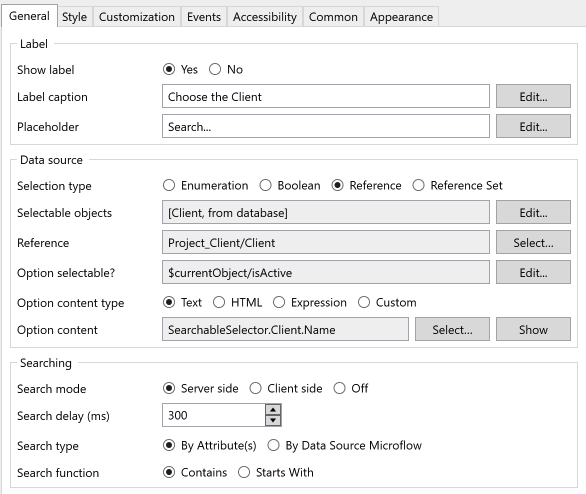 General Style Customization Events Accessibility Common Appearance
Label
Show label Yes No
Label caption Choose the Client Edit...
Placeholder Search... Edit...
Data source
Selection type Enumeration Boolean Reference Reference Set
Selectable objects [Client, from database] Edit...
Reference Project_Client/Client Select...
Option selectable? $currentObject/isActive Edit...
Option content type Text HTML Expression Custom
Option content SearchableSelector.Client.Name Select... Show
Searching
Search mode Server side Client side Off
Search delay (ms) 300
Search type By Attribute(s) By Data Source Microflow
Search function Contains Starts With